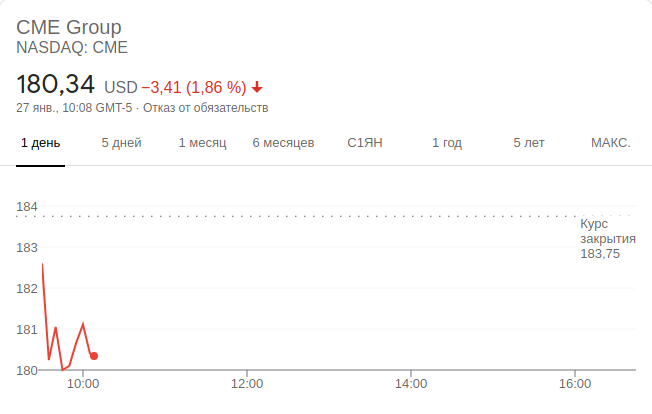 CME Group
NASDAQ: CME
180,34 USD −3,41 (1,86 %)
27 янв., 10:08 GMT-5 · Отказ от обязательств
1 день 5 дней 1 месяц 6 месяцев С1ЯН 1 год 5 лет МАКС.
184
Курс
закрытия
183,75
183
182
181
180
10:00 12:00 14:00 16:00